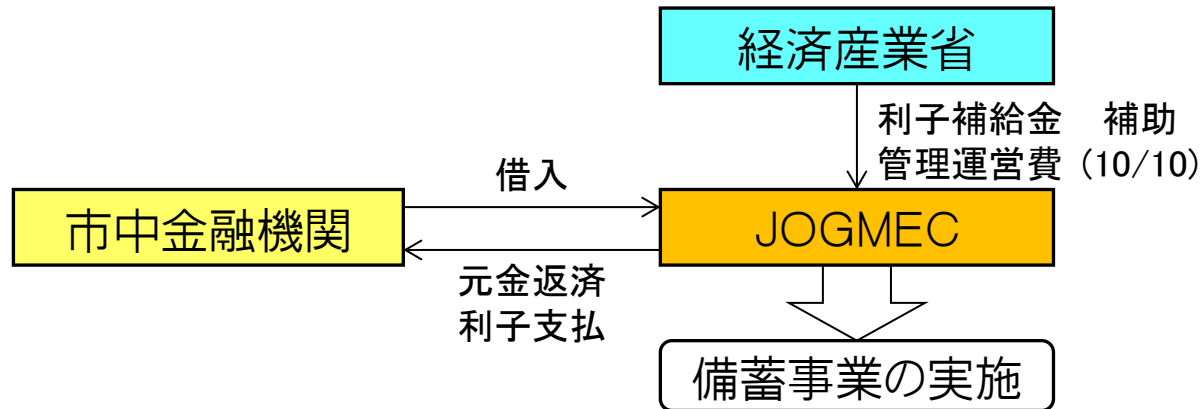 経済産業省
利子補給金　補助
管理運営費 (10/10)
借入
市中金融機関
JOGMEC
元金返済
利子支払
備蓄事業の実施